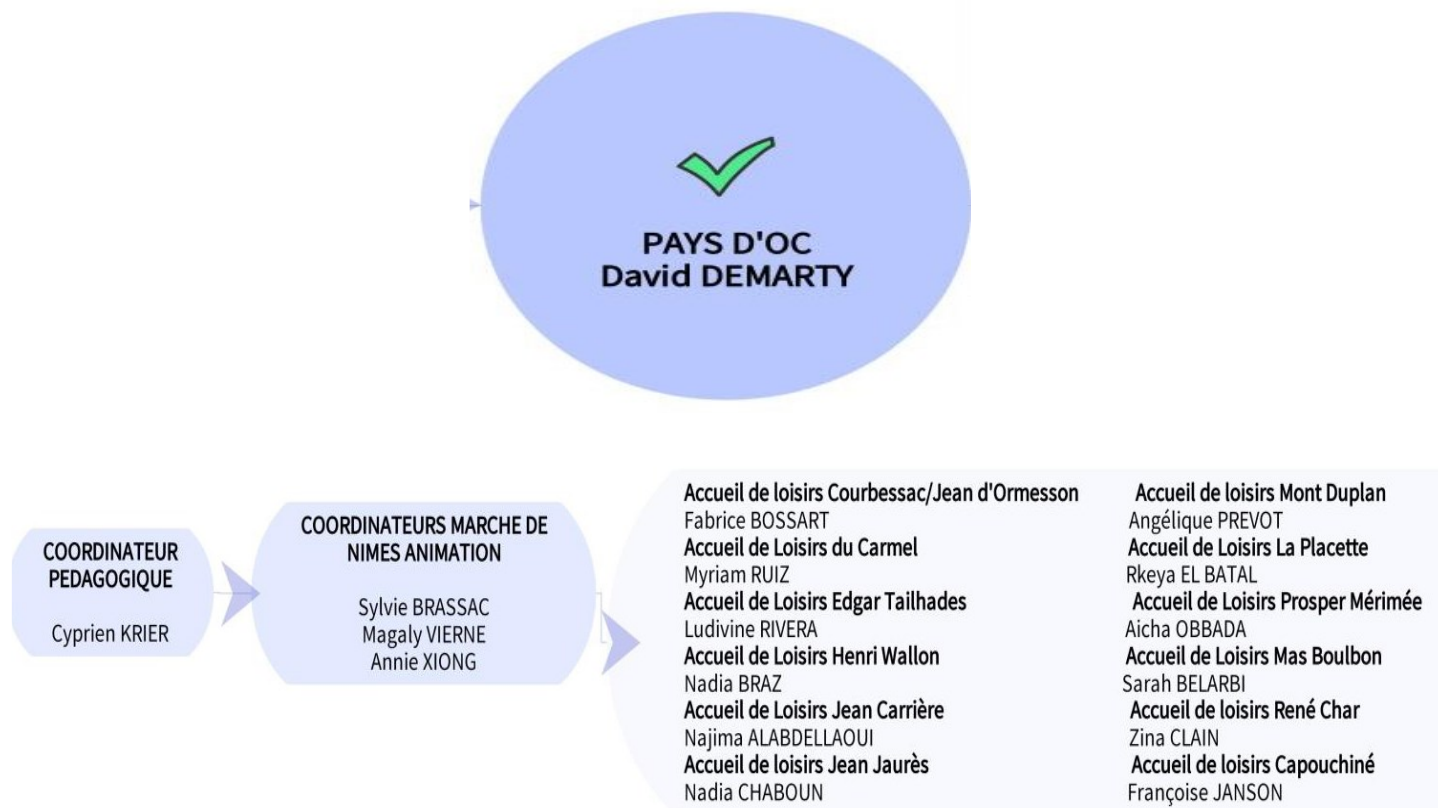 PAYS D'OC
David DEMARTY
COORDINATEUR
PEDAGOGIQUE
Cyprien KRIER
COORDINATEURS MARCHE DE
NIMES ANIMATION
Sylvie BRASSAC
Magaly VIERNE
Annie XIONG
Accueil de loisirs Courbessac/Jean d'Ormesson
Fabrice BOSSART
Accueil de Loisirs du Carmel
Myriam RUIZ
Accueil de Loisirs Edgar Tailhades
Ludivine RIVERA
Accueil de Loisirs Henri Wallon
Nadia BRAZ
Accueil de Loisirs Jean Carrière
Najima ALABDELLAOUI
Accueil de loisirs Jean Jaurès
Nadia CHABOUN
Accueil de loisirs Mont Duplan
Angélique PREVOT
Accueil de Loisirs La Placette
Rkeya EL BATAL
Accueil de Loisirs Prosper Mérimée
Aicha OBBADA
Accueil de Loisirs Mas Boulbon
Sarah BELARBI
Accueil de loisirs René Char
Zina CLAIN
Accueil de loisirs Capouchiné
Françoise JANSON